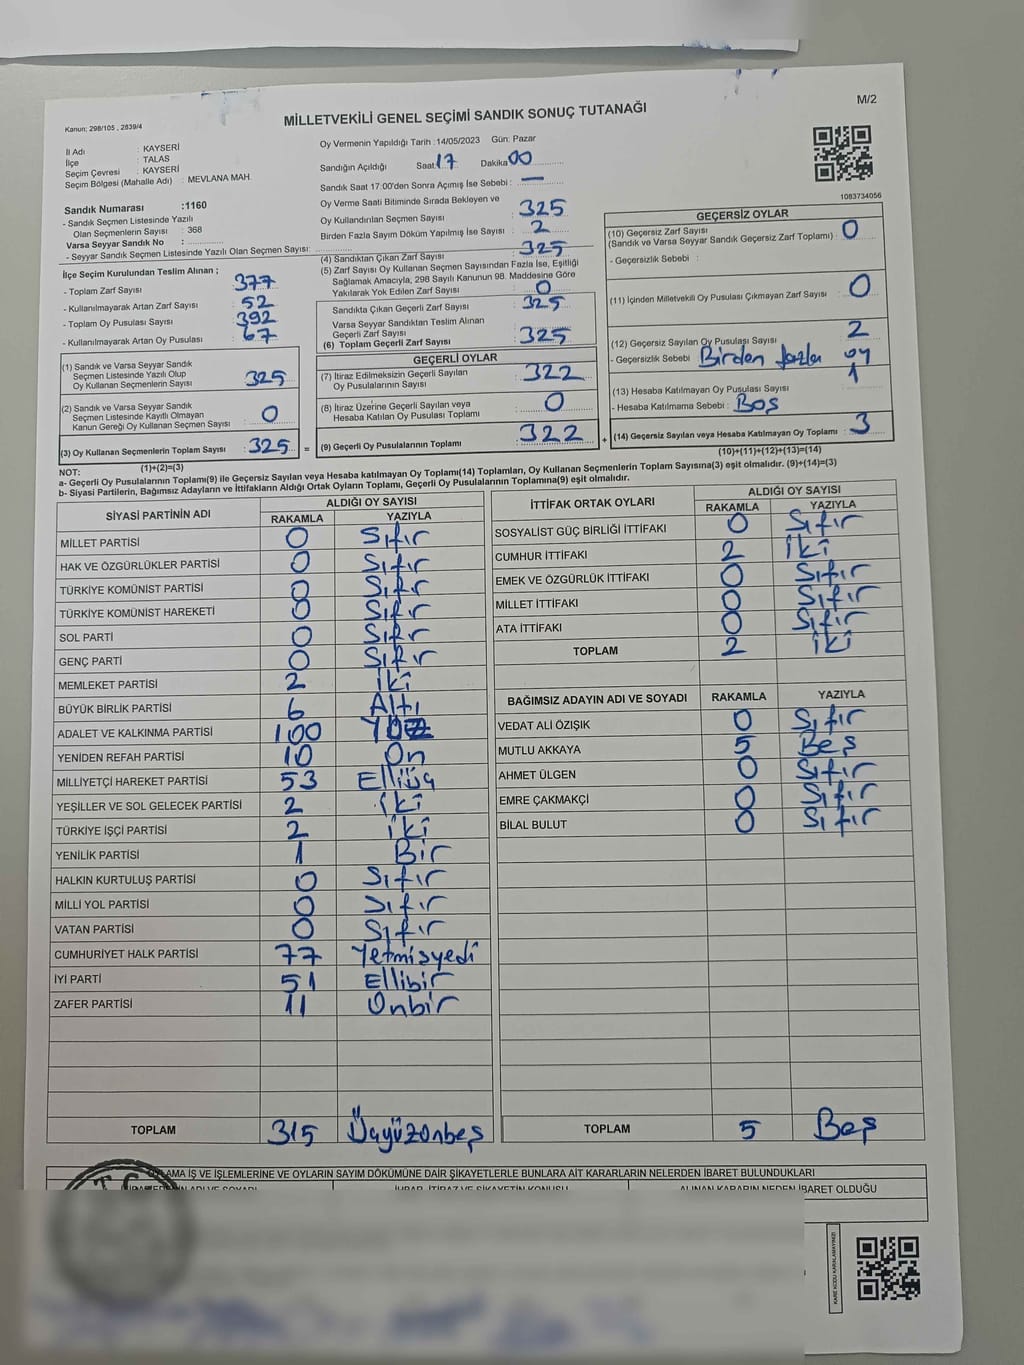 MİLLETVEKİLİ GENEL SEÇİMİ SANDIK SONUÇ TUTANAĞI
M/2
Kanun; 298/105 , 2839/4
İl Adı : KAYSERİ
İlçe : TALAS
Seçim Çevresi : KAYSERİ
Seçim Bölgesi (Mahalle Adı) : MEVLANA MAH.
Oy Vermenin Yapıldığı Tarih :14/05/2023 Gün: Pazar
Sandığın Açıldığı Saat 17 Dakika 00
Sandık Saat 17:00'den Sonra Açımış İse Sebebi : —
1083734056
Sandık Numarası :1160
- Sandık Seçmen Listesinde Yazılı
Olan Seçmenlerin Sayısı : 368
Varsa Seyyar Sandık No :
- Seyyar Sandık Seçmen Listesinde Yazılı Olan Seçmen Sayısı:
Oy Verme Saati Bitiminde Sırada Bekleyen ve
Oy Kullandırılan Seçmen Sayısı : 325
Birden Fazla Sayım Döküm Yapılmış İse Sayısı : 2
İlçe Seçim Kurulundan Teslim Alınan ;
- Toplam Zarf Sayısı : 377
- Kullanılmayarak Artan Zarf Sayısı : 52
- Toplam Oy Pusulası Sayısı : 392
- Kullanılmayarak Artan Oy Pusulası : 67
(4) Sandıktan Çıkan Zarf Sayısı : 325
(5) Zarf Sayısı Oy Kullanan Seçmen Sayısından Fazla İse, Eşitliği
Sağlamak Amacıyla, 298 Sayılı Kanunun 98. Maddesine Göre
Yakılarak Yok Edilen Zarf Sayısı : 0
Sandıkta Çıkan Geçerli Zarf Sayısı : 325
Varsa Seyyar Sandıktan Teslim Alınan
Geçerli Zarf Sayısı
(6) Toplam Geçerli Zarf Sayısı : 325
(1) Sandık ve Varsa Seyyar Sandık
Seçmen Listesinde Yazılı Olup
Oy Kullanan Seçmenlerin Sayısı : 325
(2) Sandık ve Varsa Seyyar Sandık
Seçmen Listesinde Kayıtlı Olmayan
Kanun Gereği Oy Kullanan Seçmen Sayısı : 0
(3) Oy Kullanan Seçmenlerin Toplam Sayısı : 325 =
(1)+(2)=(3)
GEÇERLİ OYLAR
(7) İtiraz Edilmeksizin Geçerli Sayılan
Oy Pusulalarının Sayısı : 322
(8) İtiraz Üzerine Geçerli Sayılan veya
Hesaba Katılan Oy Pusulası Toplamı : 0
(9) Geçerli Oy Pusulalarının Toplamı : 322 +
GEÇERSİZ OYLAR
(10) Geçersiz Zarf Sayısı
(Sandık ve Varsa Seyyar Sandık Geçersiz Zarf Toplamı) : 0
- Geçersizlik Sebebi :
(11) İçinden Milletvekili Oy Pusulası Çıkmayan Zarf Sayısı : 0
(12) Geçersiz Sayılan Oy Pusulası Sayısı : 2
- Geçersizlik Sebebi : Birden fazla oy
(13) Hesaba Katılmayan Oy Pusulası Sayısı : 1
- Hesaba Katılmama Sebebi : Boş
(14) Geçersiz Sayılan veya Hesaba Katılmayan Oy Toplamı : 3
(10)+(11)+(12)+(13)=(14)
NOT:
a- Geçerli Oy Pusulalarının Toplamı(9) ile Geçersiz Sayılan veya Hesaba katılmayan Oy Toplamı(14) Toplamları, Oy Kullanan Seçmenlerin Toplam Sayısına(3) eşit olmalıdır. (9)+(14)=(3)
b- Siyasi Partilerin, Bağımsız Adayların ve İttifakların Aldığı Ortak Oyların Toplamı, Geçerli Oy Pusulalarının Toplamına(9) eşit olmalıdır.
SİYASİ PARTİNİN ADI ALDIĞI OY SAYISI
RAKAMLA YAZIYLA
MİLLET PARTİSİ 0 Sıfır
HAK VE ÖZGÜRLÜKLER PARTİSİ 0 Sıfır
TÜRKİYE KOMÜNİST PARTİSİ 0 Sıfır
TÜRKİYE KOMÜNİST HAREKETİ 0 Sıfır
SOL PARTİ 0 Sıfır
GENÇ PARTİ 0 Sıfır
MEMLEKET PARTİSİ 2 İki
BÜYÜK BİRLİK PARTİSİ 6 Altı
ADALET VE KALKINMA PARTİSİ 100 Yüz
YENİDEN REFAH PARTİSİ 10 On
MİLLİYETÇİ HAREKET PARTİSİ 53 Elliüç
YEŞİLLER VE SOL GELECEK PARTİSİ 2 iki
TÜRKİYE İŞÇİ PARTİSİ 2 iki
YENİLİK PARTİSİ 1 Bir
HALKIN KURTULUŞ PARTİSİ 0 Sıfır
MİLLİ YOL PARTİSİ 0 Sıfır
VATAN PARTİSİ 0 Sıfır
CUMHURİYET HALK PARTİSİ 77 Yetmişyedi
İYİ PARTİ 51 Ellibir
ZAFER PARTİSİ 11 Onbir
TOPLAM 315 Üçyüzonbeş
İTTİFAK ORTAK OYLARI ALDIĞI OY SAYISI
RAKAMLA YAZIYLA
SOSYALİST GÜÇ BİRLİĞİ İTTİFAKI 0 Sıfır
CUMHUR İTTİFAKI 2 İki
EMEK VE ÖZGÜRLÜK İTTİFAKI 0 Sıfır
MİLLET İTTİFAKI 0 Sıfır
ATA İTTİFAKI 0 Sıfır
TOPLAM 2 iki
BAĞIMSIZ ADAYIN ADI VE SOYADI RAKAMLA YAZIYLA
VEDAT ALİ ÖZIŞIK 0 Sıfır
MUTLU AKKAYA 5 Beş
AHMET ÜLGEN 0 Sıfır
EMRE ÇAKMAKÇİ 0 Sıfır
BİLAL BULUT 0 Sıfır
TOPLAM 5 Beş
T.C.
OYLAMA İŞ VE İŞLEMLERİNE VE OYLARIN SAYIM DÖKÜMÜNE DAİR ŞİKAYETLERLE BUNLARA AİT KARARLARIN NELERDEN İBARET BULUNDUKLARI
İHBAR, İTİRAZ VE ŞİKAYETİN KONUSU
ALINAN KARARIN NEDEN İBARET OLDUĞU
KARE KODU KARALAMAYINIZ!